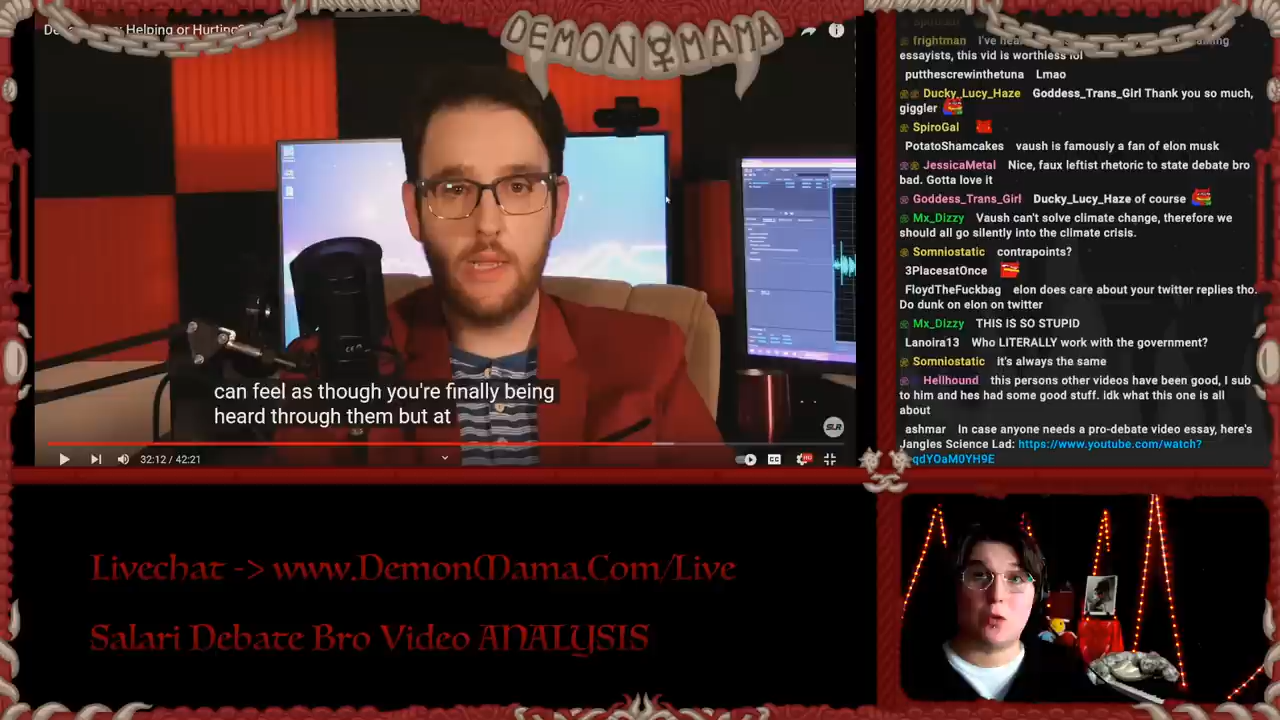 DEMON MAMA
Helping or Hurting?
frightman I've
essayists, this vid is worthless lol
putthescrewinthetuna Lmao
Ducky_Lucy_Haze Goddess_Trans_Girl Thank you so much,
giggler
SpiroGal
PotatoShamcakes vaush is famously a fan of elon musk
JessicaMetal Nice, faux leftist rhetoric to state debate bro
bad. Gotta love it
Goddess_Trans_Girl Ducky_Lucy_Haze of course
Mx_Dizzy Vaush can't solve climate change, therefore we
should all go silently into the climate crisis.
Somniostatic contrapoints?
3PlacesatOnce
FloydTheFuckbag elon does care about your twitter replies tho.
Do dunk on elon on twitter
Mx_Dizzy THIS IS SO STUPID
Lanoira13 Who LITERALLY work with the government?
Somniostatic it's always the same
Hellhound this persons other videos have been good, I sub
to him and hes had some good stuff. idk what this one is all
about
ashmar In case anyone needs a pro-debate video essay, here's
Jangles Science Lad: https://www.youtube.com/watch?
qdYOaM0YH9E
can feel as though you're finally being
heard through them but at
SLR
32:12 / 42:21
CC
HD
Livechat -> www.DemonMama.Com/Live
Salari Debate Bro Video ANALYSIS